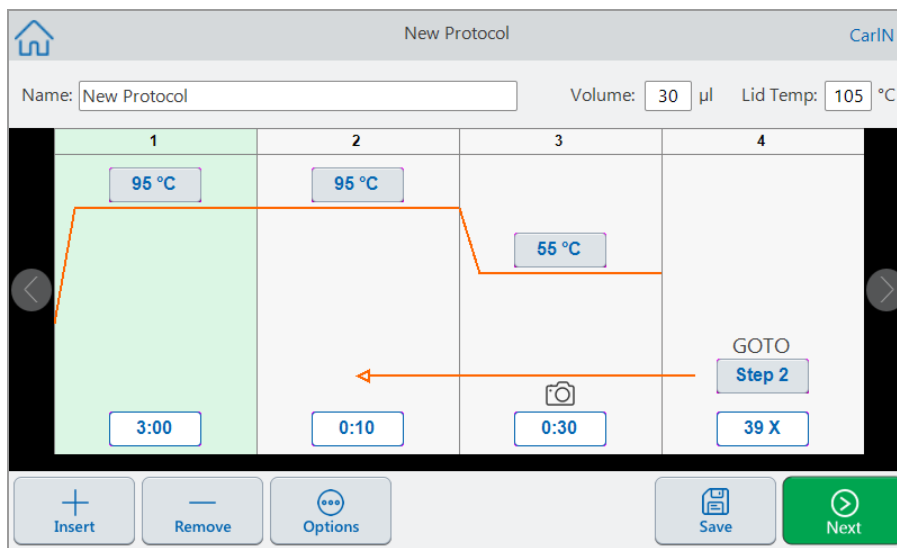 New Protocol
CarlN
Name: New Protocol
Volume: 30 µl
Lid Temp: 105 °C
1 2 3 4
95 °C 95 °C
55 °C
GOTO
Step 2
3:00 0:10 0:30 39 X
Insert Remove Options Save Next